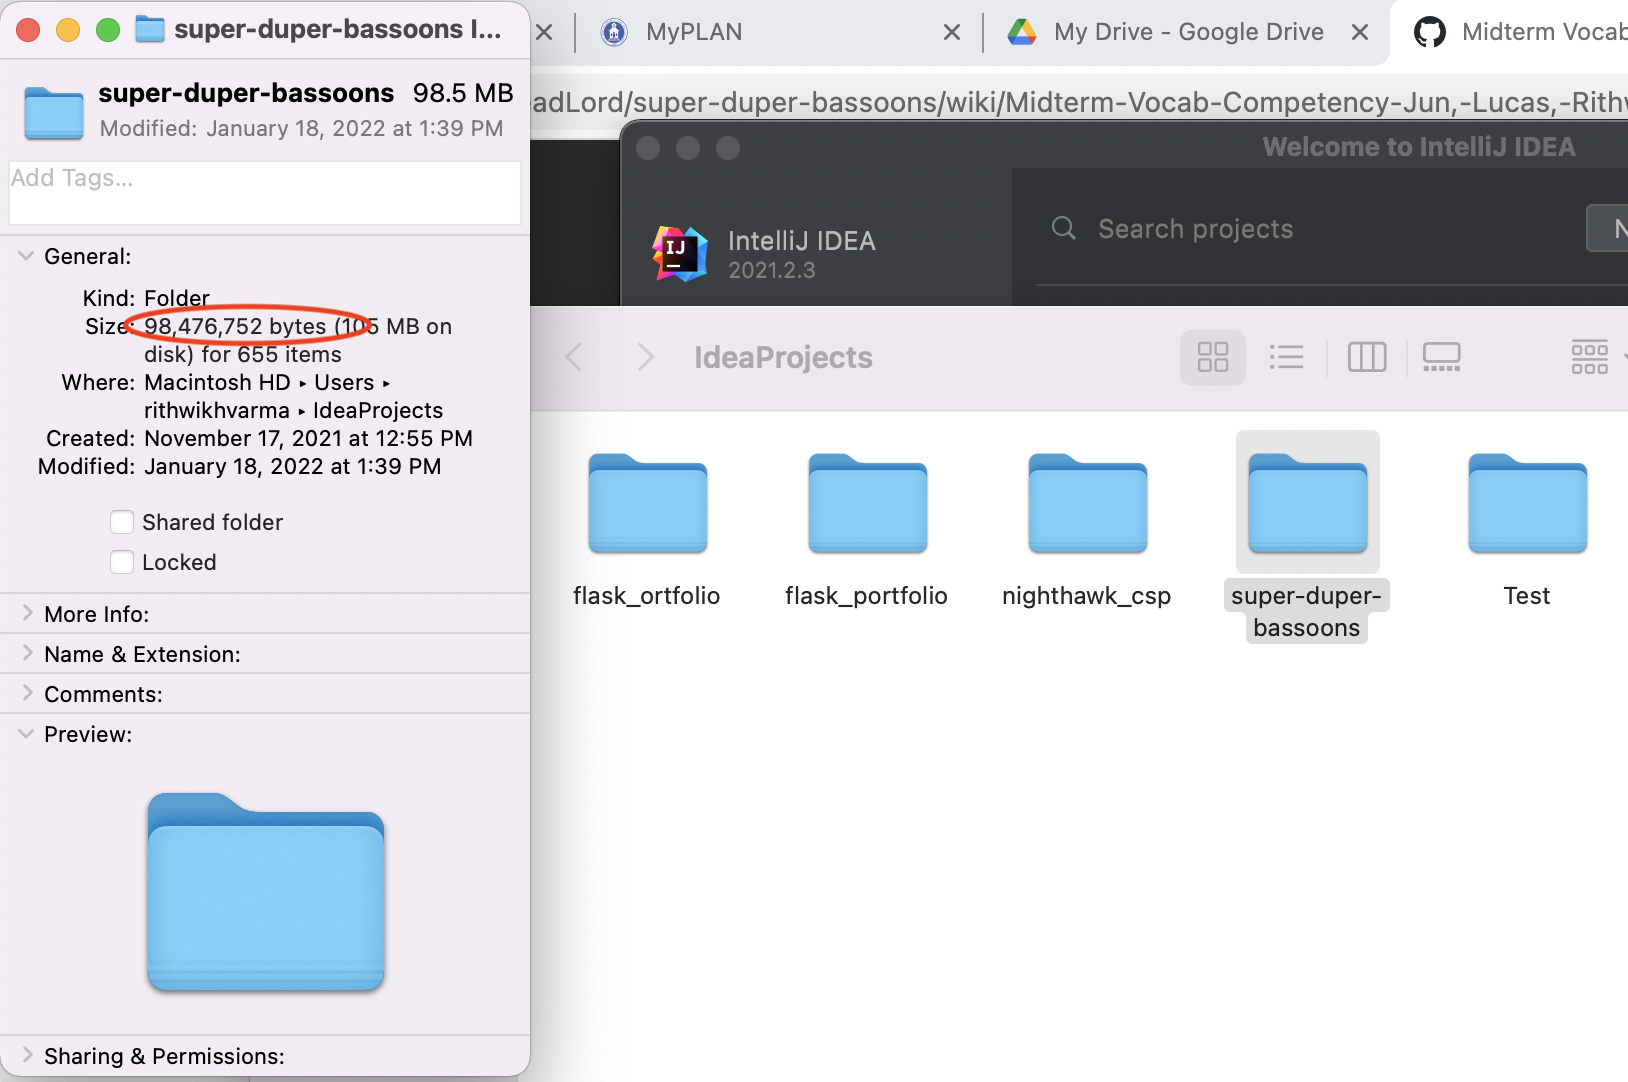 super-duper-bassoons I...
super-duper-bassoons 98.5 MB
Modified: January 18, 2022 at 1:39 PM
Add Tags...
General:
Kind: Folder
Size: 98,476,752 bytes (105 MB on
disk) for 655 items
Where: Macintosh HD ▸ Users ▸
rithwikhvarma ▸ IdeaProjects
Created: November 17, 2021 at 12:55 PM
Modified: January 18, 2022 at 1:39 PM
Shared folder
Locked
More Info:
Name & Extension:
Comments:
Preview:
Sharing & Permissions:
MyPLAN
My Drive - Google Drive
Midterm Vocab
eadLord/super-duper-bassoons/wiki/Midterm-Vocab-Competency-Jun,-Lucas,-Rithw
Welcome to IntelliJ IDEA
IJ
IntelliJ IDEA
2021.2.3
Search projects
N
IdeaProjects
flask_ortfolio
flask_portfolio
nighthawk_csp
super-duper-
bassoons
Test